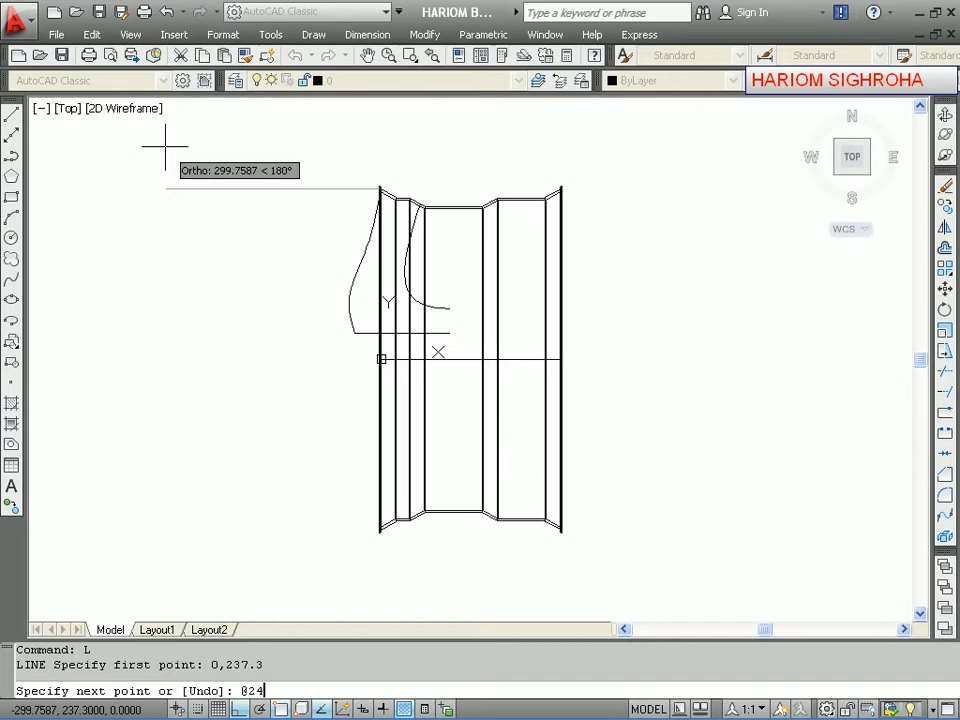 AutoCAD Classic
HARIOM B...
Type a keyword or phrase
Sign In
File Edit View Insert Format Tools Draw Dimension Modify Parametric Window Help Express
Standard
Standard
Standard
AutoCAD Classic
0
ByLayer
HARIOM SIGHROHA
[−] [Top] [2D Wireframe]
Ortho: 299.7587 < 180°
N
W
TOP
E
S
WCS
Y
X
A
Model Layout1 Layout2
Command: L
LINE Specify first point: 0,237.3
Specify next point or [Undo]: @24
-299.7587, 237.3000, 0.0000
MODEL
1:1